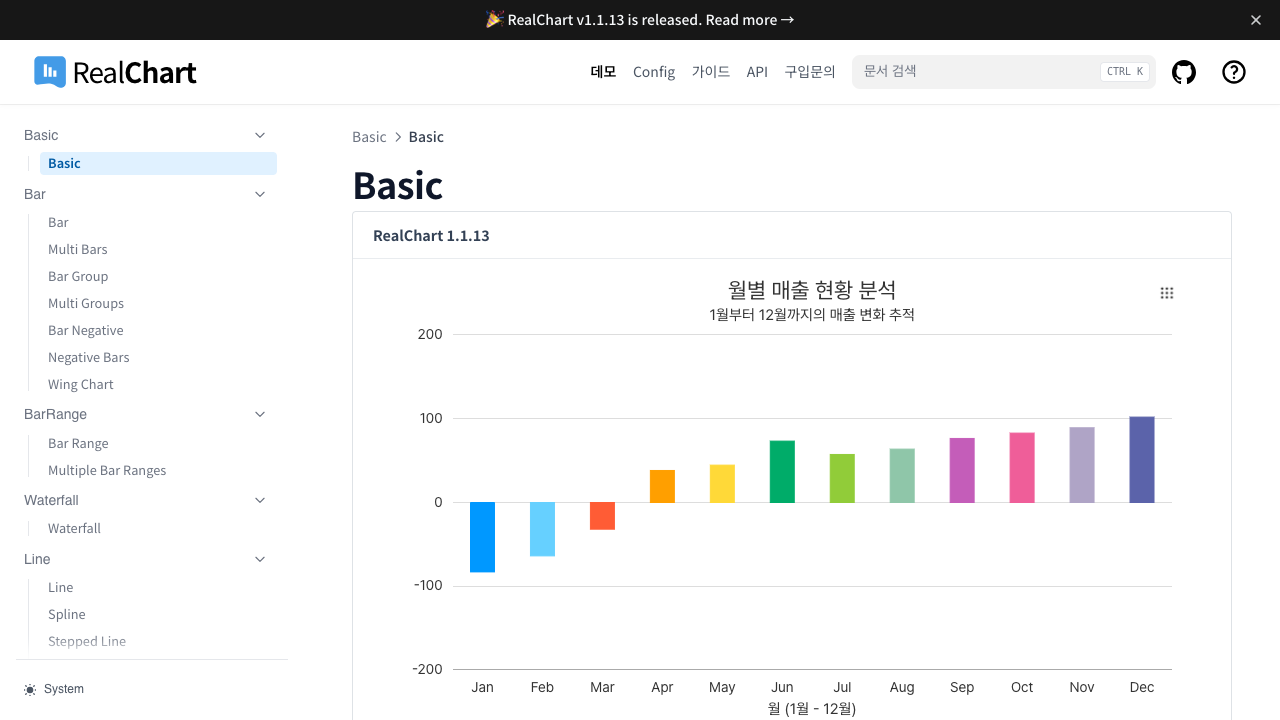 🎉 RealChart v1.1.13 is released. Read more →
RealChart
데모 Config 가이드 API 구입문의
문서 검색 CTRL K
Basic
Basic
Bar
Bar
Multi Bars
Bar Group
Multi Groups
Bar Negative
Negative Bars
Wing Chart
BarRange
Bar Range
Multiple Bar Ranges
Waterfall
Waterfall
Line
Line
Spline
Stepped Line
System
Basic > Basic
Basic
RealChart 1.1.13
월별 매출 현황 분석
1월부터 12월까지의 매출 변화 추적
200
100
0
-100
-200
Jan Feb Mar Apr May Jun Jul Aug Sep Oct Nov Dec
월 (1월 - 12월)